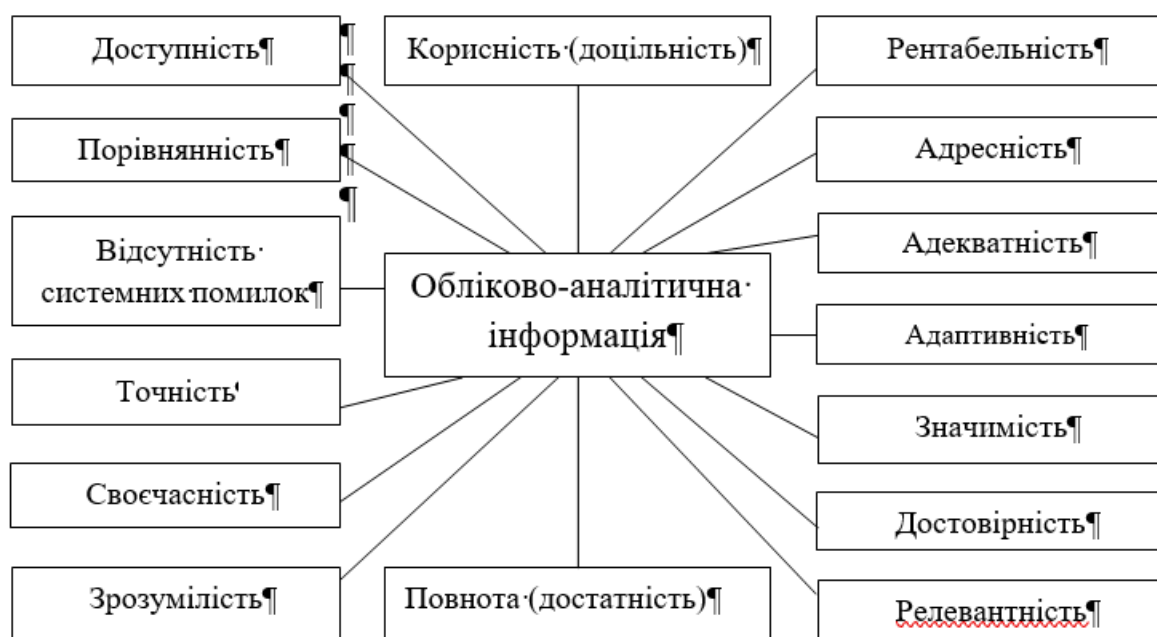 Доступність¶
¶
¶
¶
¶
¶
Корисність·(доцільність)¶
Рентабельність¶
Порівнянність¶
Адресність¶
Відсутність·
системних·помилок¶
Обліково-аналітична·
інформація¶
Адекватність¶
Адаптивність¶
Точність¶
Значимість¶
Своєчасність¶
Достовірність¶
Зрозумілість¶
Повнота·(достатність)¶
Релевантність¶